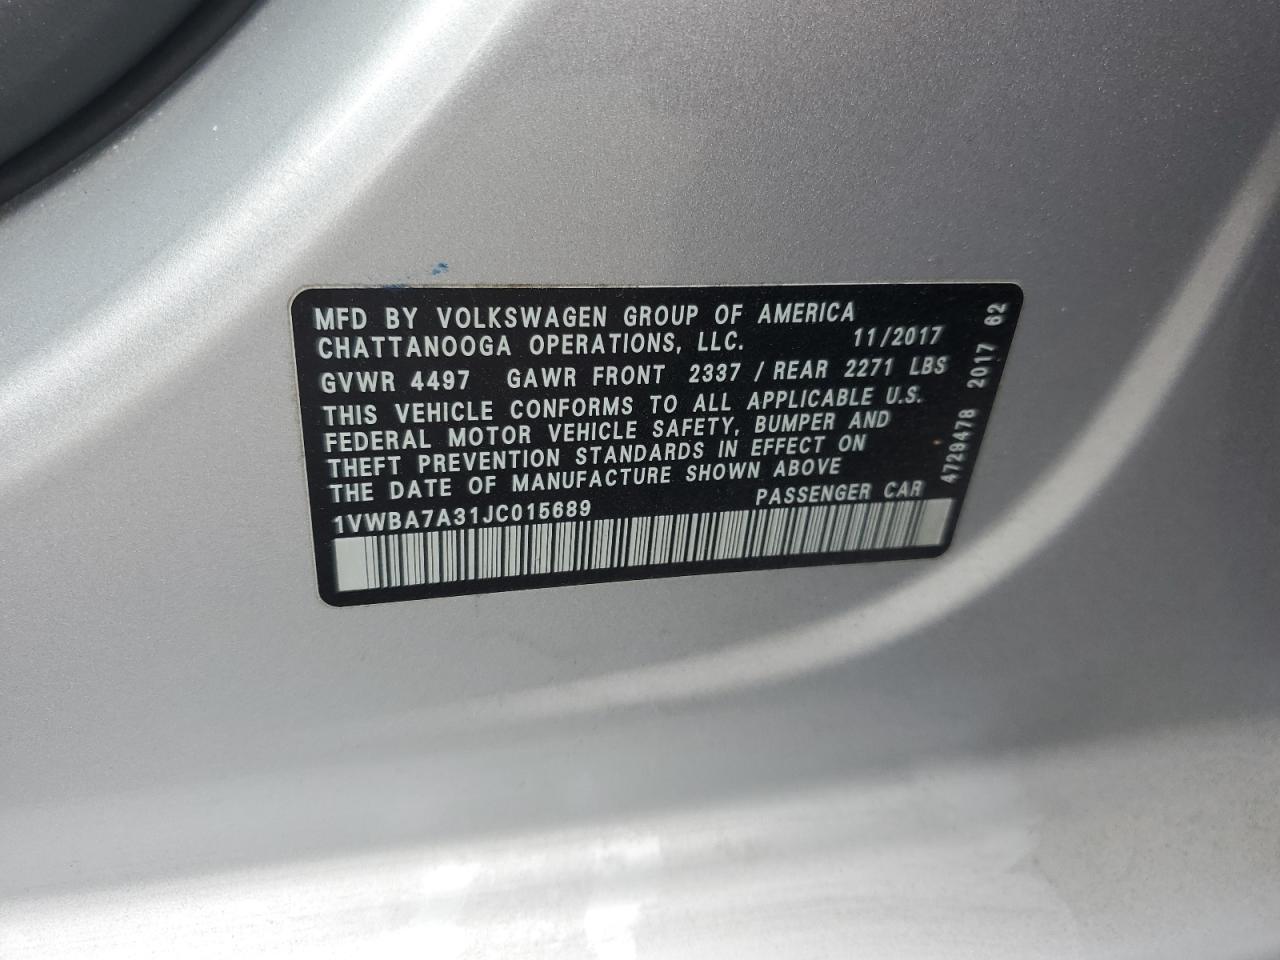 MFD BY VOLKSWAGEN GROUP OF AMERICA
CHATTANOOGA OPERATIONS, LLC. 11/2017
GVWR 4497 GAWR FRONT 2337 / REAR 2271 LBS
THIS VEHICLE CONFORMS TO ALL APPLICABLE U.S.
FEDERAL MOTOR VEHICLE SAFETY, BUMPER AND
THEFT PREVENTION STANDARDS IN EFFECT ON
THE DATE OF MANUFACTURE SHOWN ABOVE
1VWBA7A31JC015689 PASSENGER CAR
4729478 2017 62